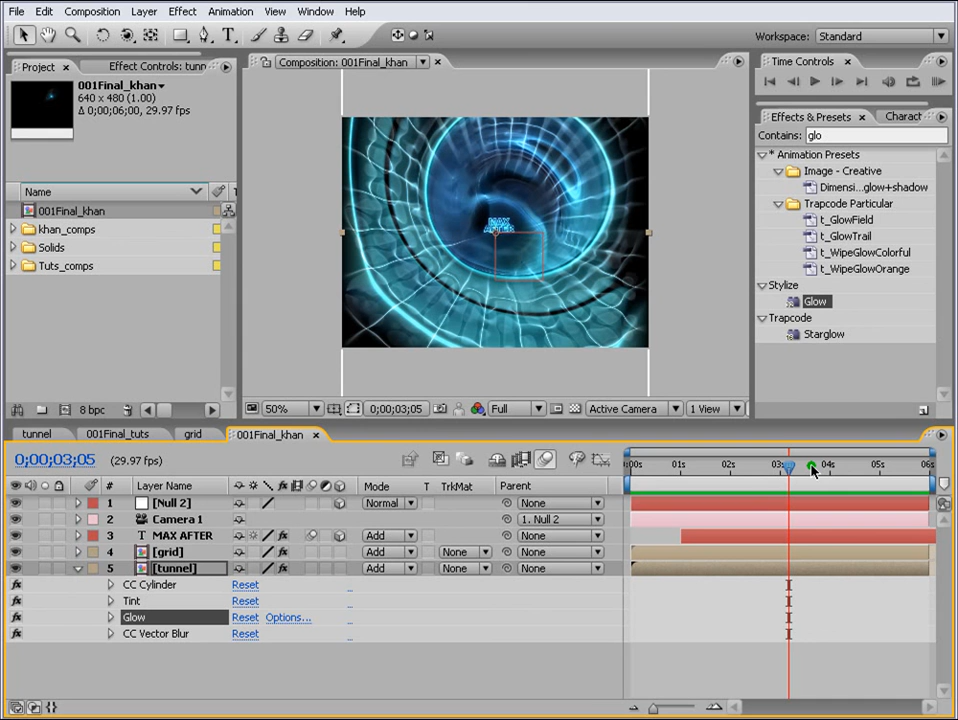 File Edit Composition Layer Effect Animation View Window Help
Workspace: Standard
Project × Effect Controls: tunn
001Final_khan
640 x 480 (1.00)
Δ 0;00;06;00, 29.97 fps
Name
001Final_khan
khan_comps
Solids
Tuts_comps
8 bpc
Composition: 001Final_khan ×
MAX
AFTER
50% 0;00;03;05 Full Active Camera 1 View
Time Controls ×
Effects & Presets × Charact
Contains: glo
* Animation Presets
Image - Creative
Dimensi...glow+shadow
Trapcode Particular
t_GlowField
t_GlowTrail
t_WipeGlowColorful
t_WipeGlowOrange
Stylize
Glow
Trapcode
Starglow
tunnel 001Final_tuts grid 001Final_khan ×
0;00;03;05 (29.97 fps)
0:00s 01s 02s 03s 04s 05s 06s
# Layer Name Mode T TrkMat Parent
1 [Null 2] Normal None
2 Camera 1 1. Null 2
3 T MAX AFTER Add None
4 [grid] Add None None
5 [tunnel] Add None None
CC Cylinder Reset
Tint Reset
Glow Reset Options...
CC Vector Blur Reset